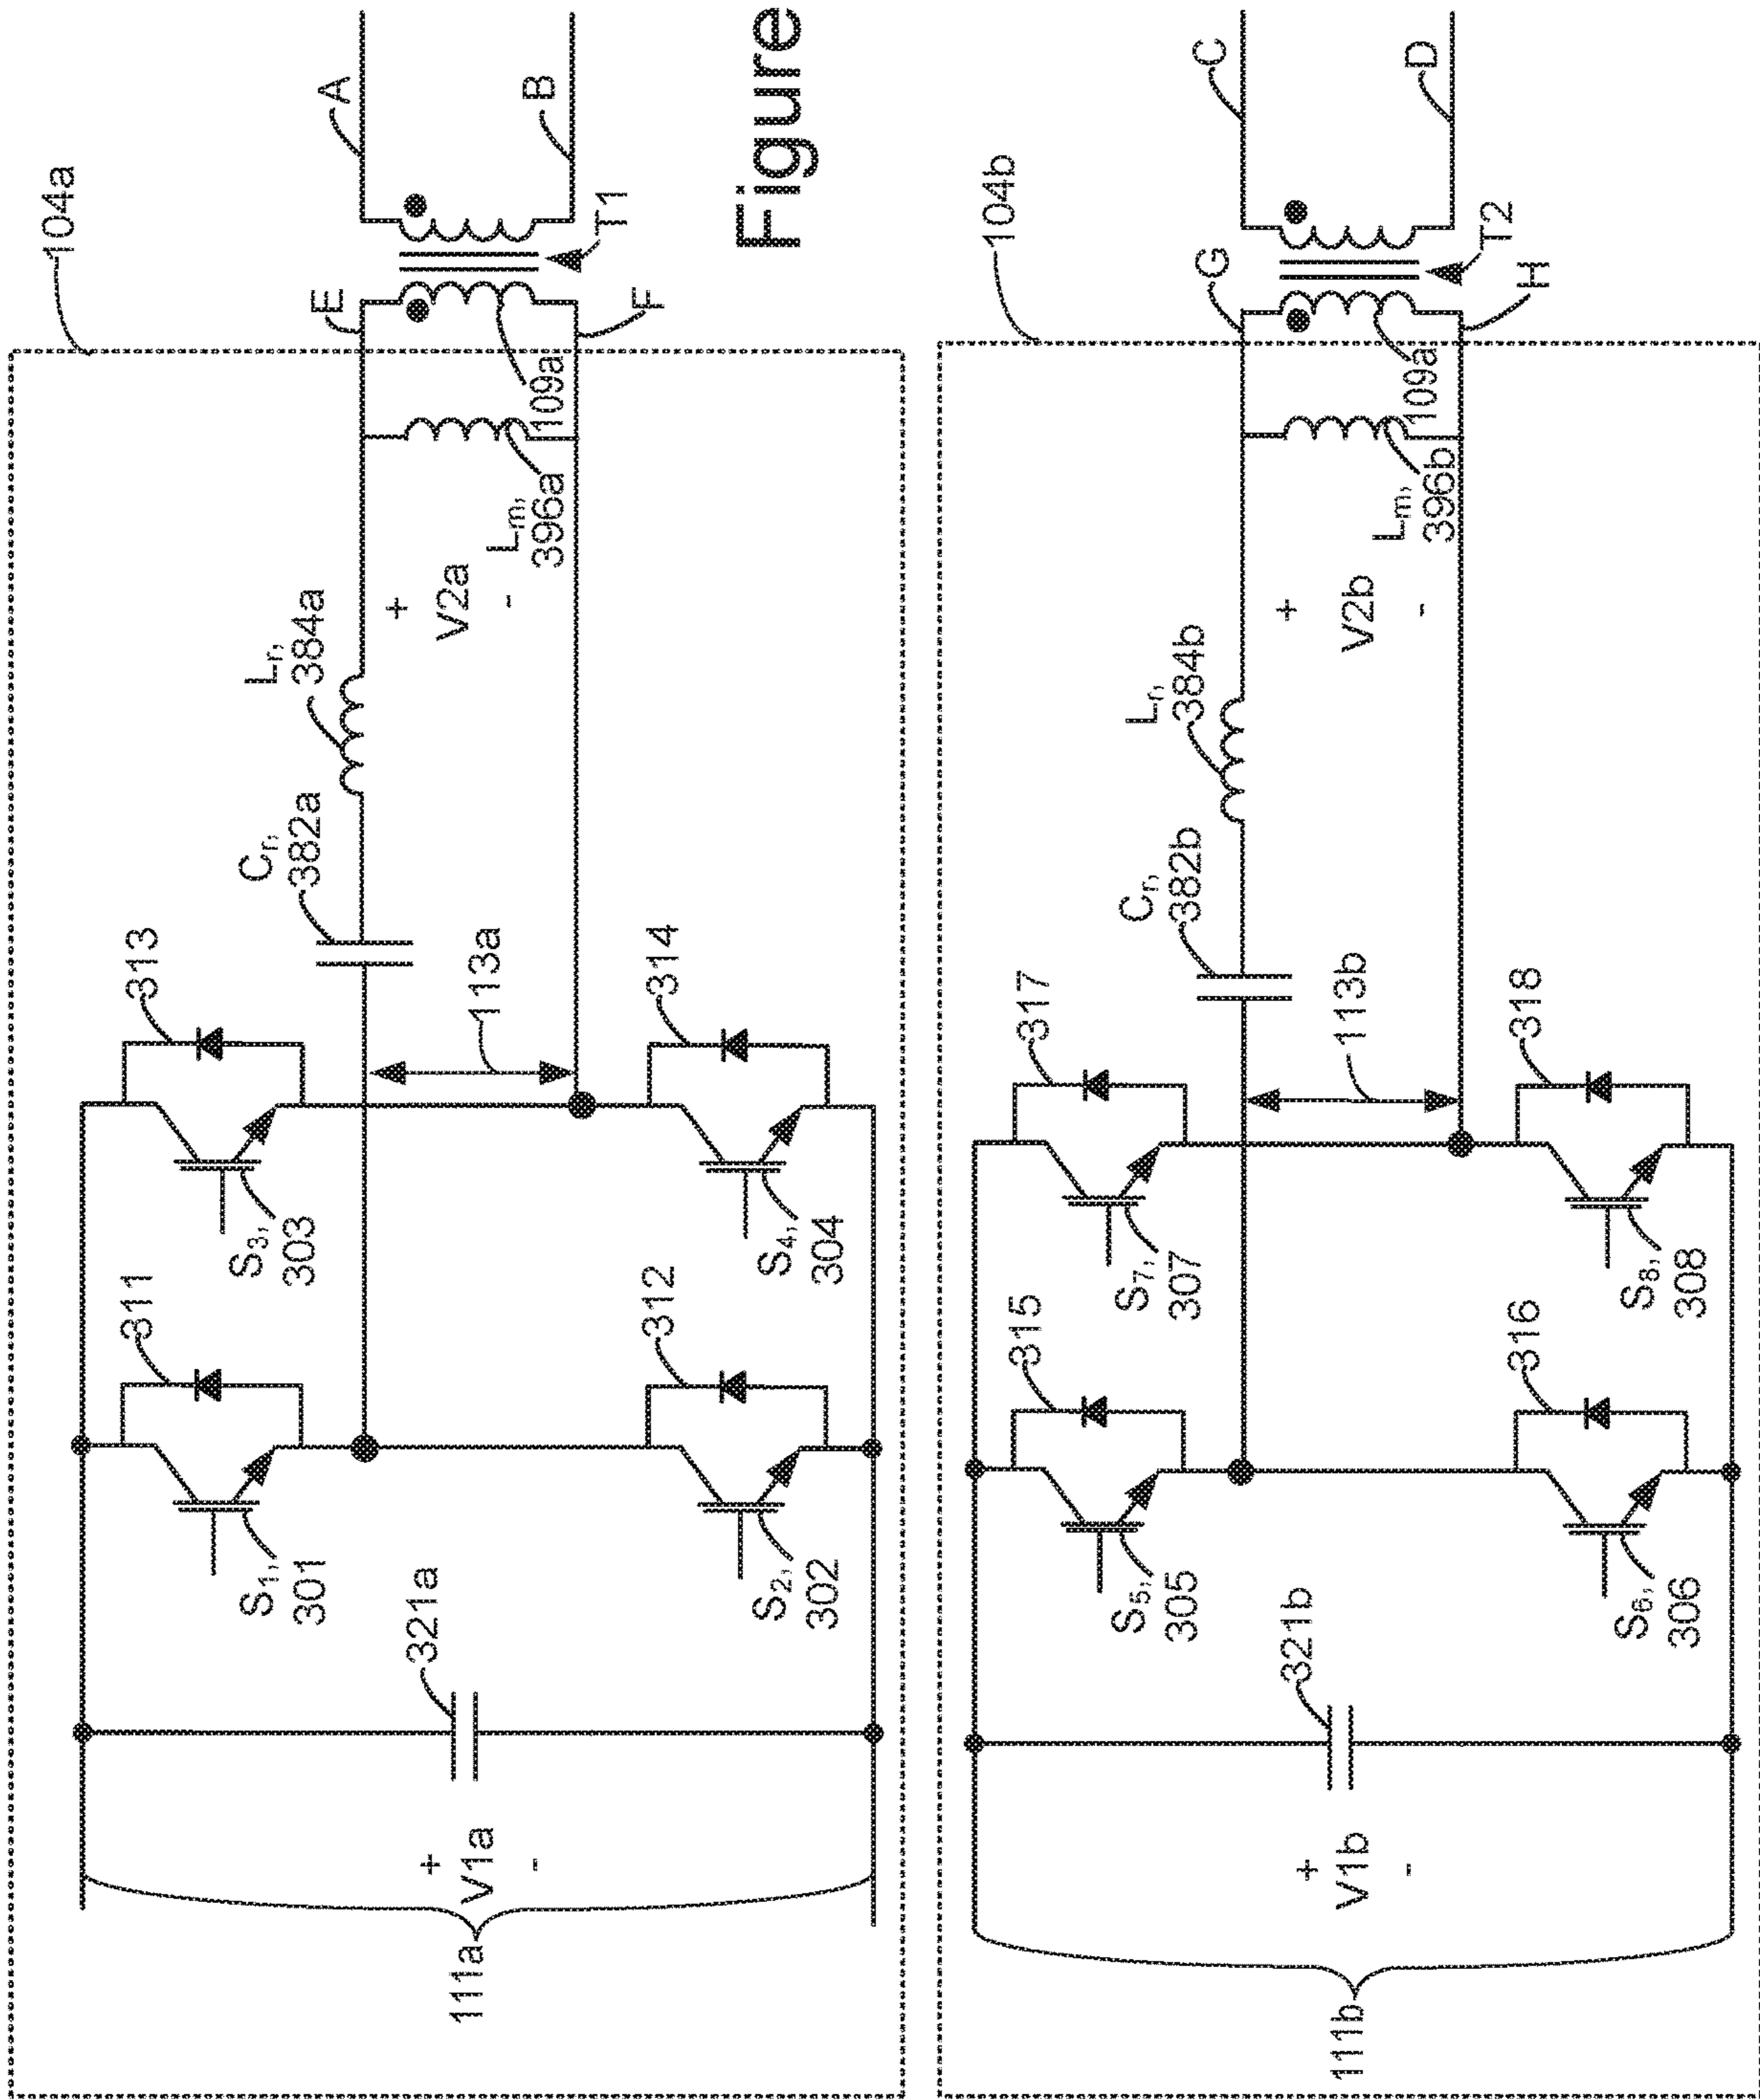 104a
313
311
S3,
303
S1,
301
Cr,
382a
Lr,
384a
E
A
113a
+
V2a
-
Lm,
396a
109a
F
B
T1
321a
+
V1a
-
111a
314
312
S4,
304
S2,
302
Figure
104b
317
315
S7,
307
S5,
305
Cr,
382b
Lr,
384b
G
C
113b
+
V2b
-
Lm,
396b
109a
H
D
T2
321b
+
V1b
-
111b
318
316
S8,
308
S6,
306